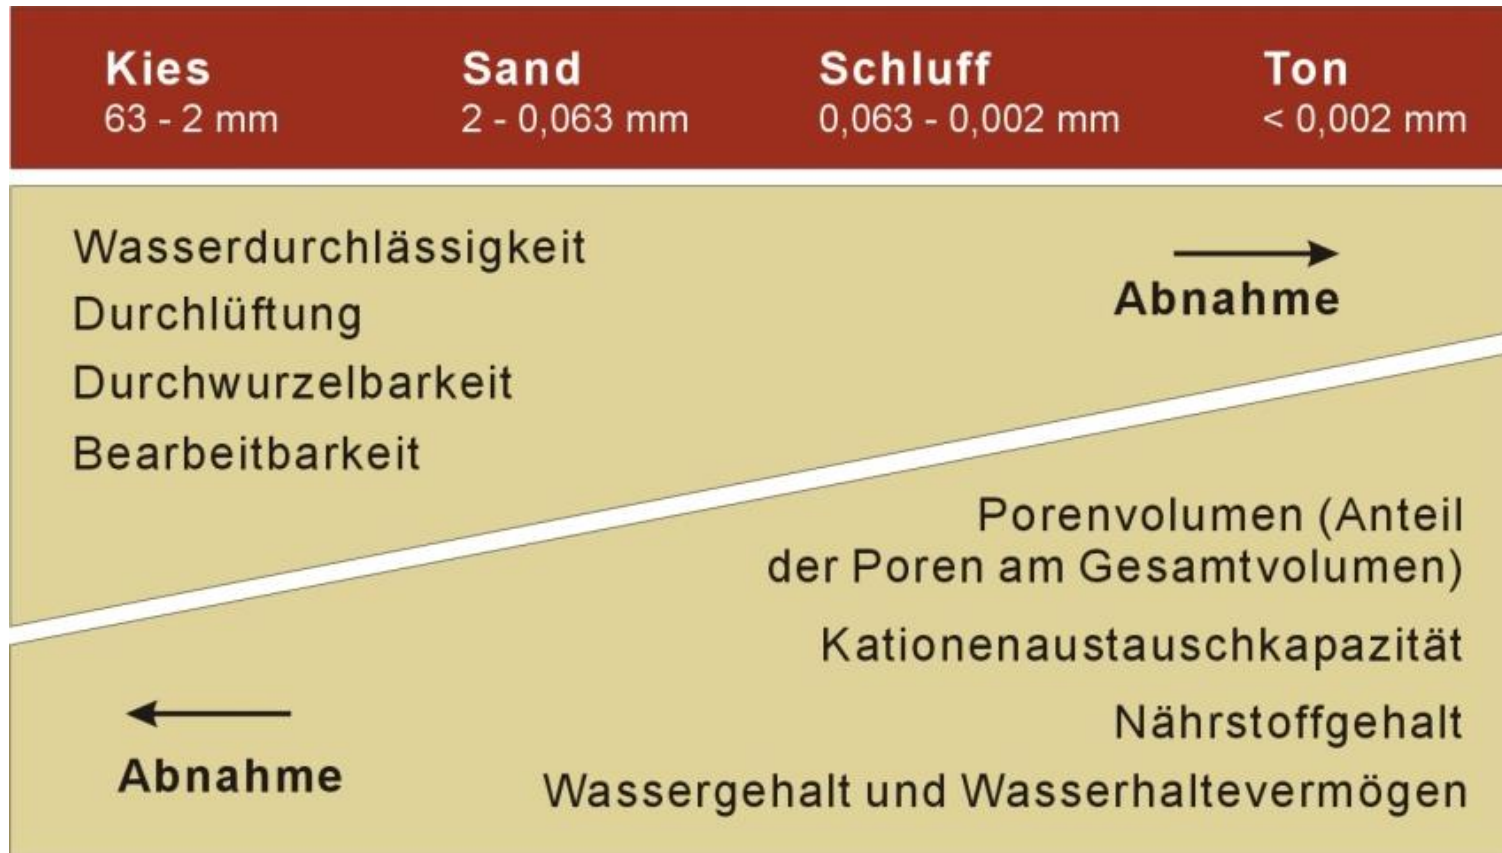 Kies
63 - 2 mm
Sand
2 - 0,063 mm
Schluff
0,063 - 0,002 mm
Ton
< 0,002 mm
Wasserdurchlässigkeit
Durchlüftung
Durchwurzelbarkeit
Bearbeitbarkeit
Abnahme
Porenvolumen (Anteil
der Poren am Gesamtvolumen)
Kationenaustauschkapazität
Nährstoffgehalt
Wassergehalt und Wasserhaltevermögen
Abnahme